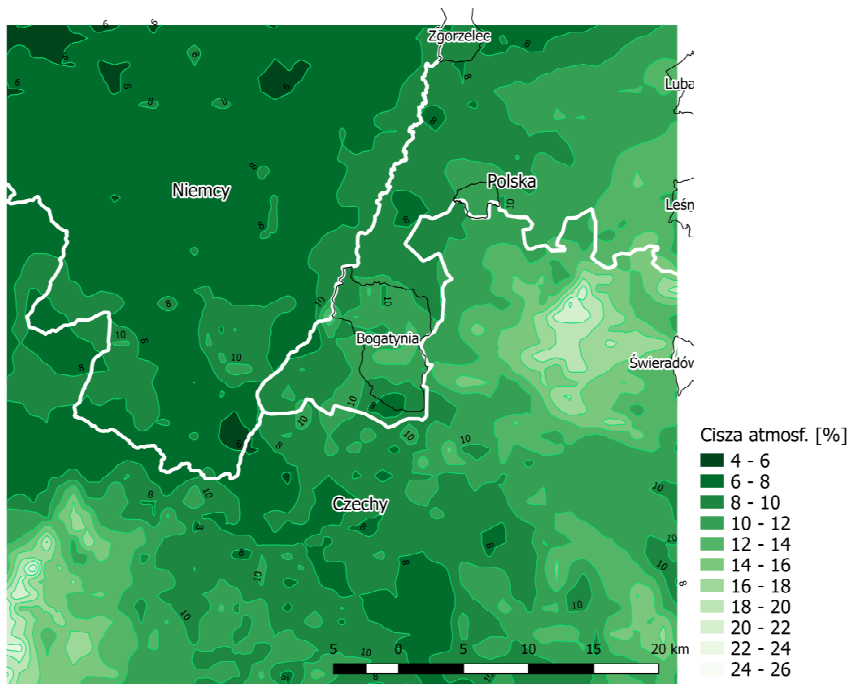 Zgorzelec
Luba
Niemcy
Polska
Leśn
Bogatynia
Świeradów
Czechy
Cisza atmosf. [%]
4 - 6
6 - 8
8 - 10
10 - 12
12 - 14
14 - 16
16 - 18
18 - 20
20 - 22
22 - 24
24 - 26
5 0 5 10 15 20 km